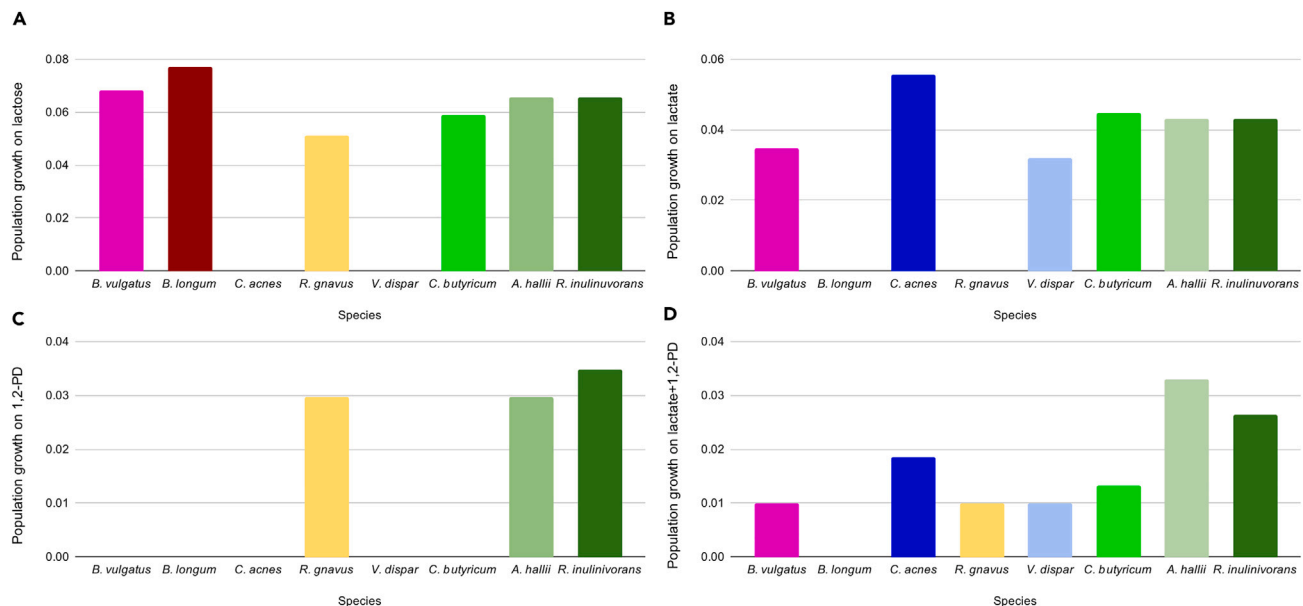 A
Population growth on lactose
0.08
0.06
0.04
0.02
0.00
B. vulgatus B. longum C. acnes R. gnavus V. dispar C. butyricum A. hallii R. inulinuvorans
Species
B
Population growth on lactate
0.06
0.04
0.02
0.00
B. vulgatus B. longum C. acnes R. gnavus V. dispar C. butyricum A. hallii R. inulinuvorans
Species
C
Population growth on 1,2-PD
0.04
0.03
0.02
0.01
0.00
B. vulgatus B. longum C. acnes R. gnavus V. dispar C. butyricum A. hallii R. inulinivorans
Species
D
Population growth on lactate+1,2-PD
0.04
0.03
0.02
0.01
0.00
B. vulgatus B. longum C. acnes R. gnavus V. dispar C. butyricum A. hallii R. inulinivorans
Species